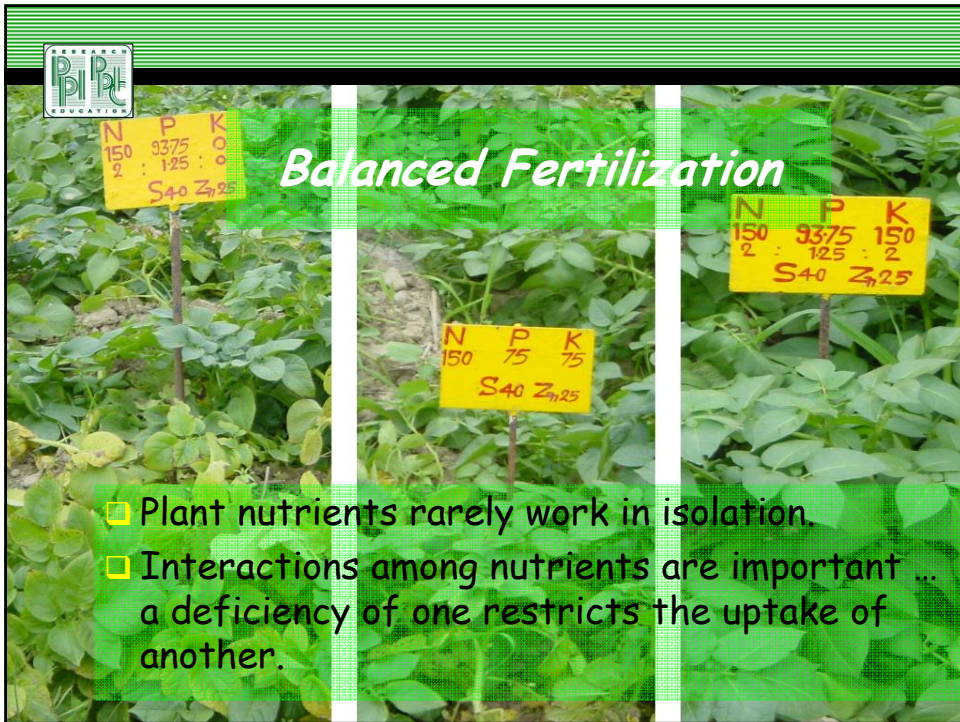 RESEARCH
PPI PPIC
EDUCATION
N P K
150 93.75 0
2 : 1.25 : 0
S40 Zn25
Balanced Fertilization
N P K
150 93.75 150
2 : 1.25 : 2
S40 Zn25
N P K
150 75 75
S40 Zn25
Plant nutrients rarely work in isolation.
Interactions among nutrients are important ...
a deficiency of one restricts the uptake of
another.